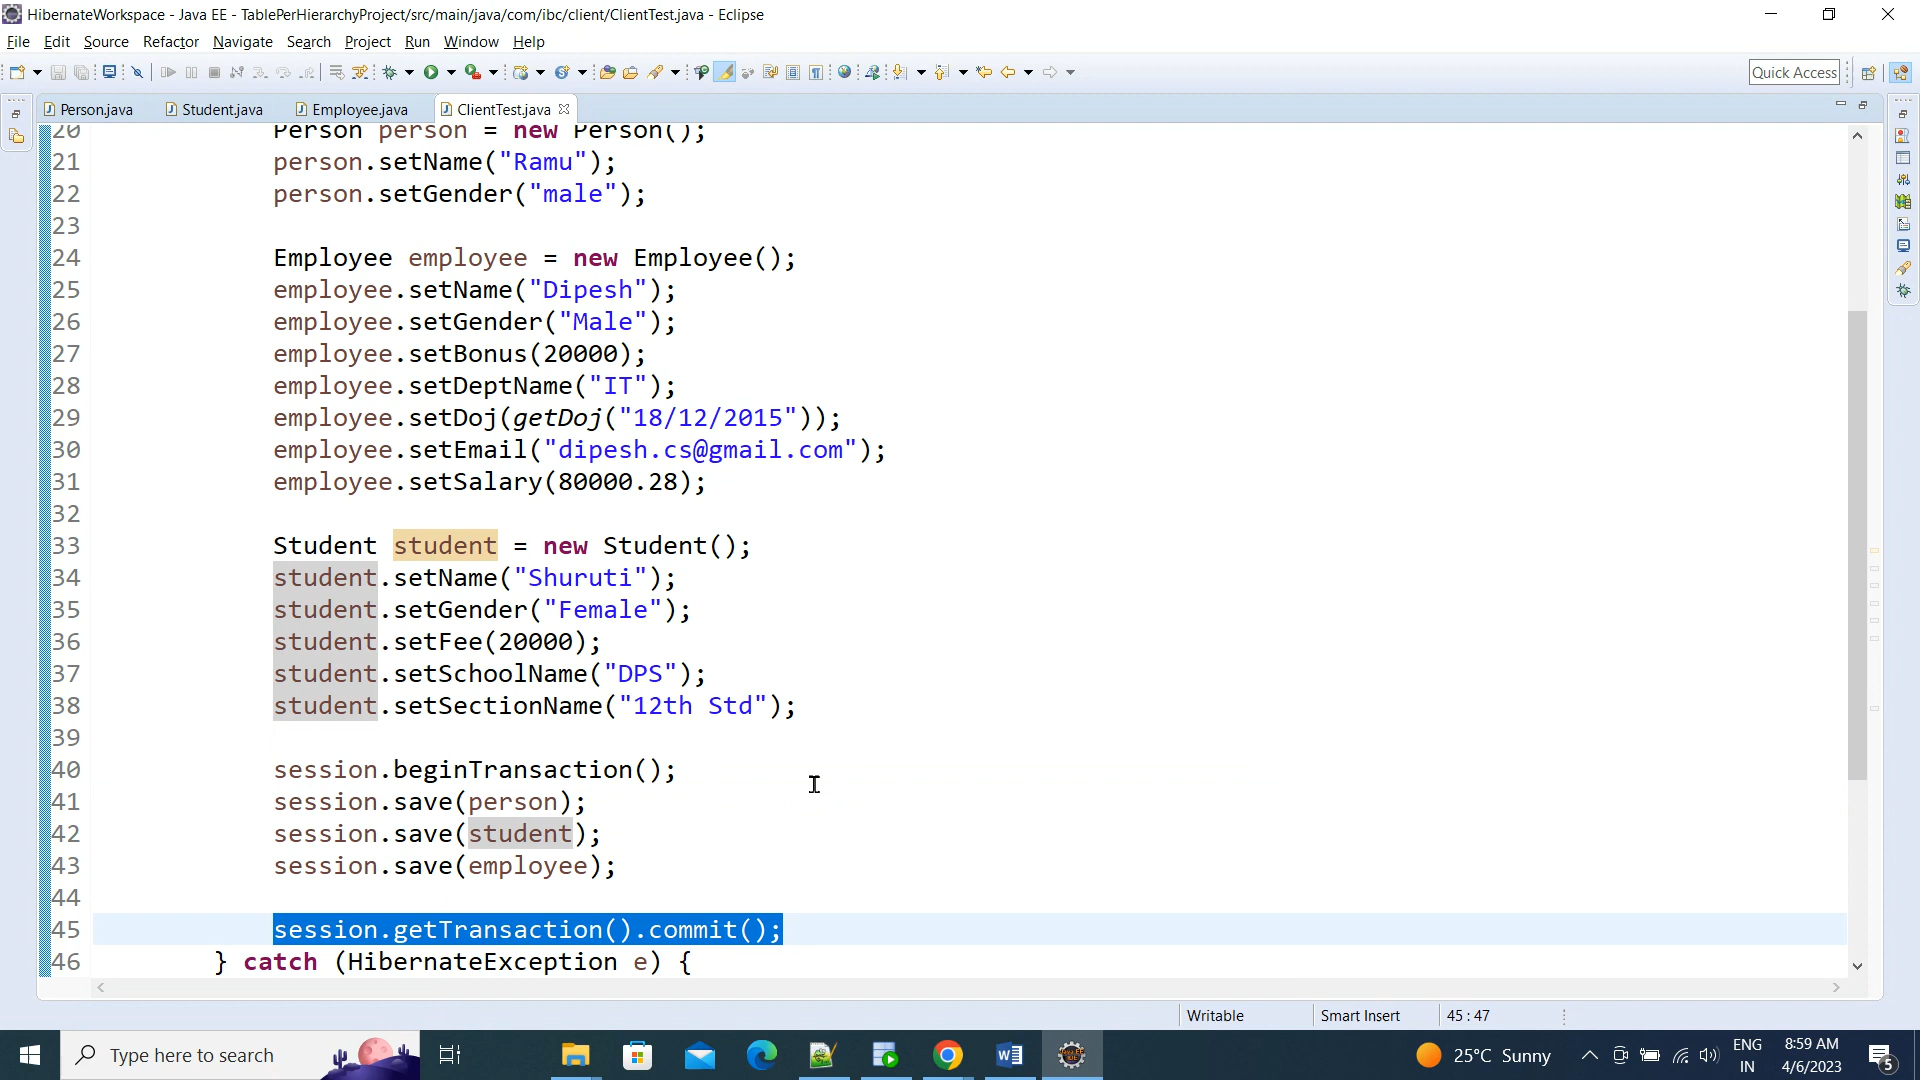 HibernateWorkspace - Java EE - TablePerHierarchyProject/src/main/java/com/ibc/client/ClientTest.java - Eclipse
File Edit Source Refactor Navigate Search Project Run Window Help
Quick Access
Person.java Student.java Employee.java ClientTest.java
20 Person person = new Person();
21 person.setName("Ramu");
22 person.setGender("male");
23
24 Employee employee = new Employee();
25 employee.setName("Dipesh");
26 employee.setGender("Male");
27 employee.setBonus(20000);
28 employee.setDeptName("IT");
29 employee.setDoj(getDoj("18/12/2015"));
30 employee.setEmail("dipesh.cs@gmail.com");
31 employee.setSalary(80000.28);
32
33 Student student = new Student();
34 student.setName("Shuruti");
35 student.setGender("Female");
36 student.setFee(20000);
37 student.setSchoolName("DPS");
38 student.setSectionName("12th Std");
39
40 session.beginTransaction();
41 session.save(person);
42 session.save(student);
43 session.save(employee);
44
45 session.getTransaction().commit();
46 } catch (HibernateException e) {
Writable Smart Insert 45 : 47
Type here to search
25°C Sunny
ENG
IN
8:59 AM
4/6/2023
5